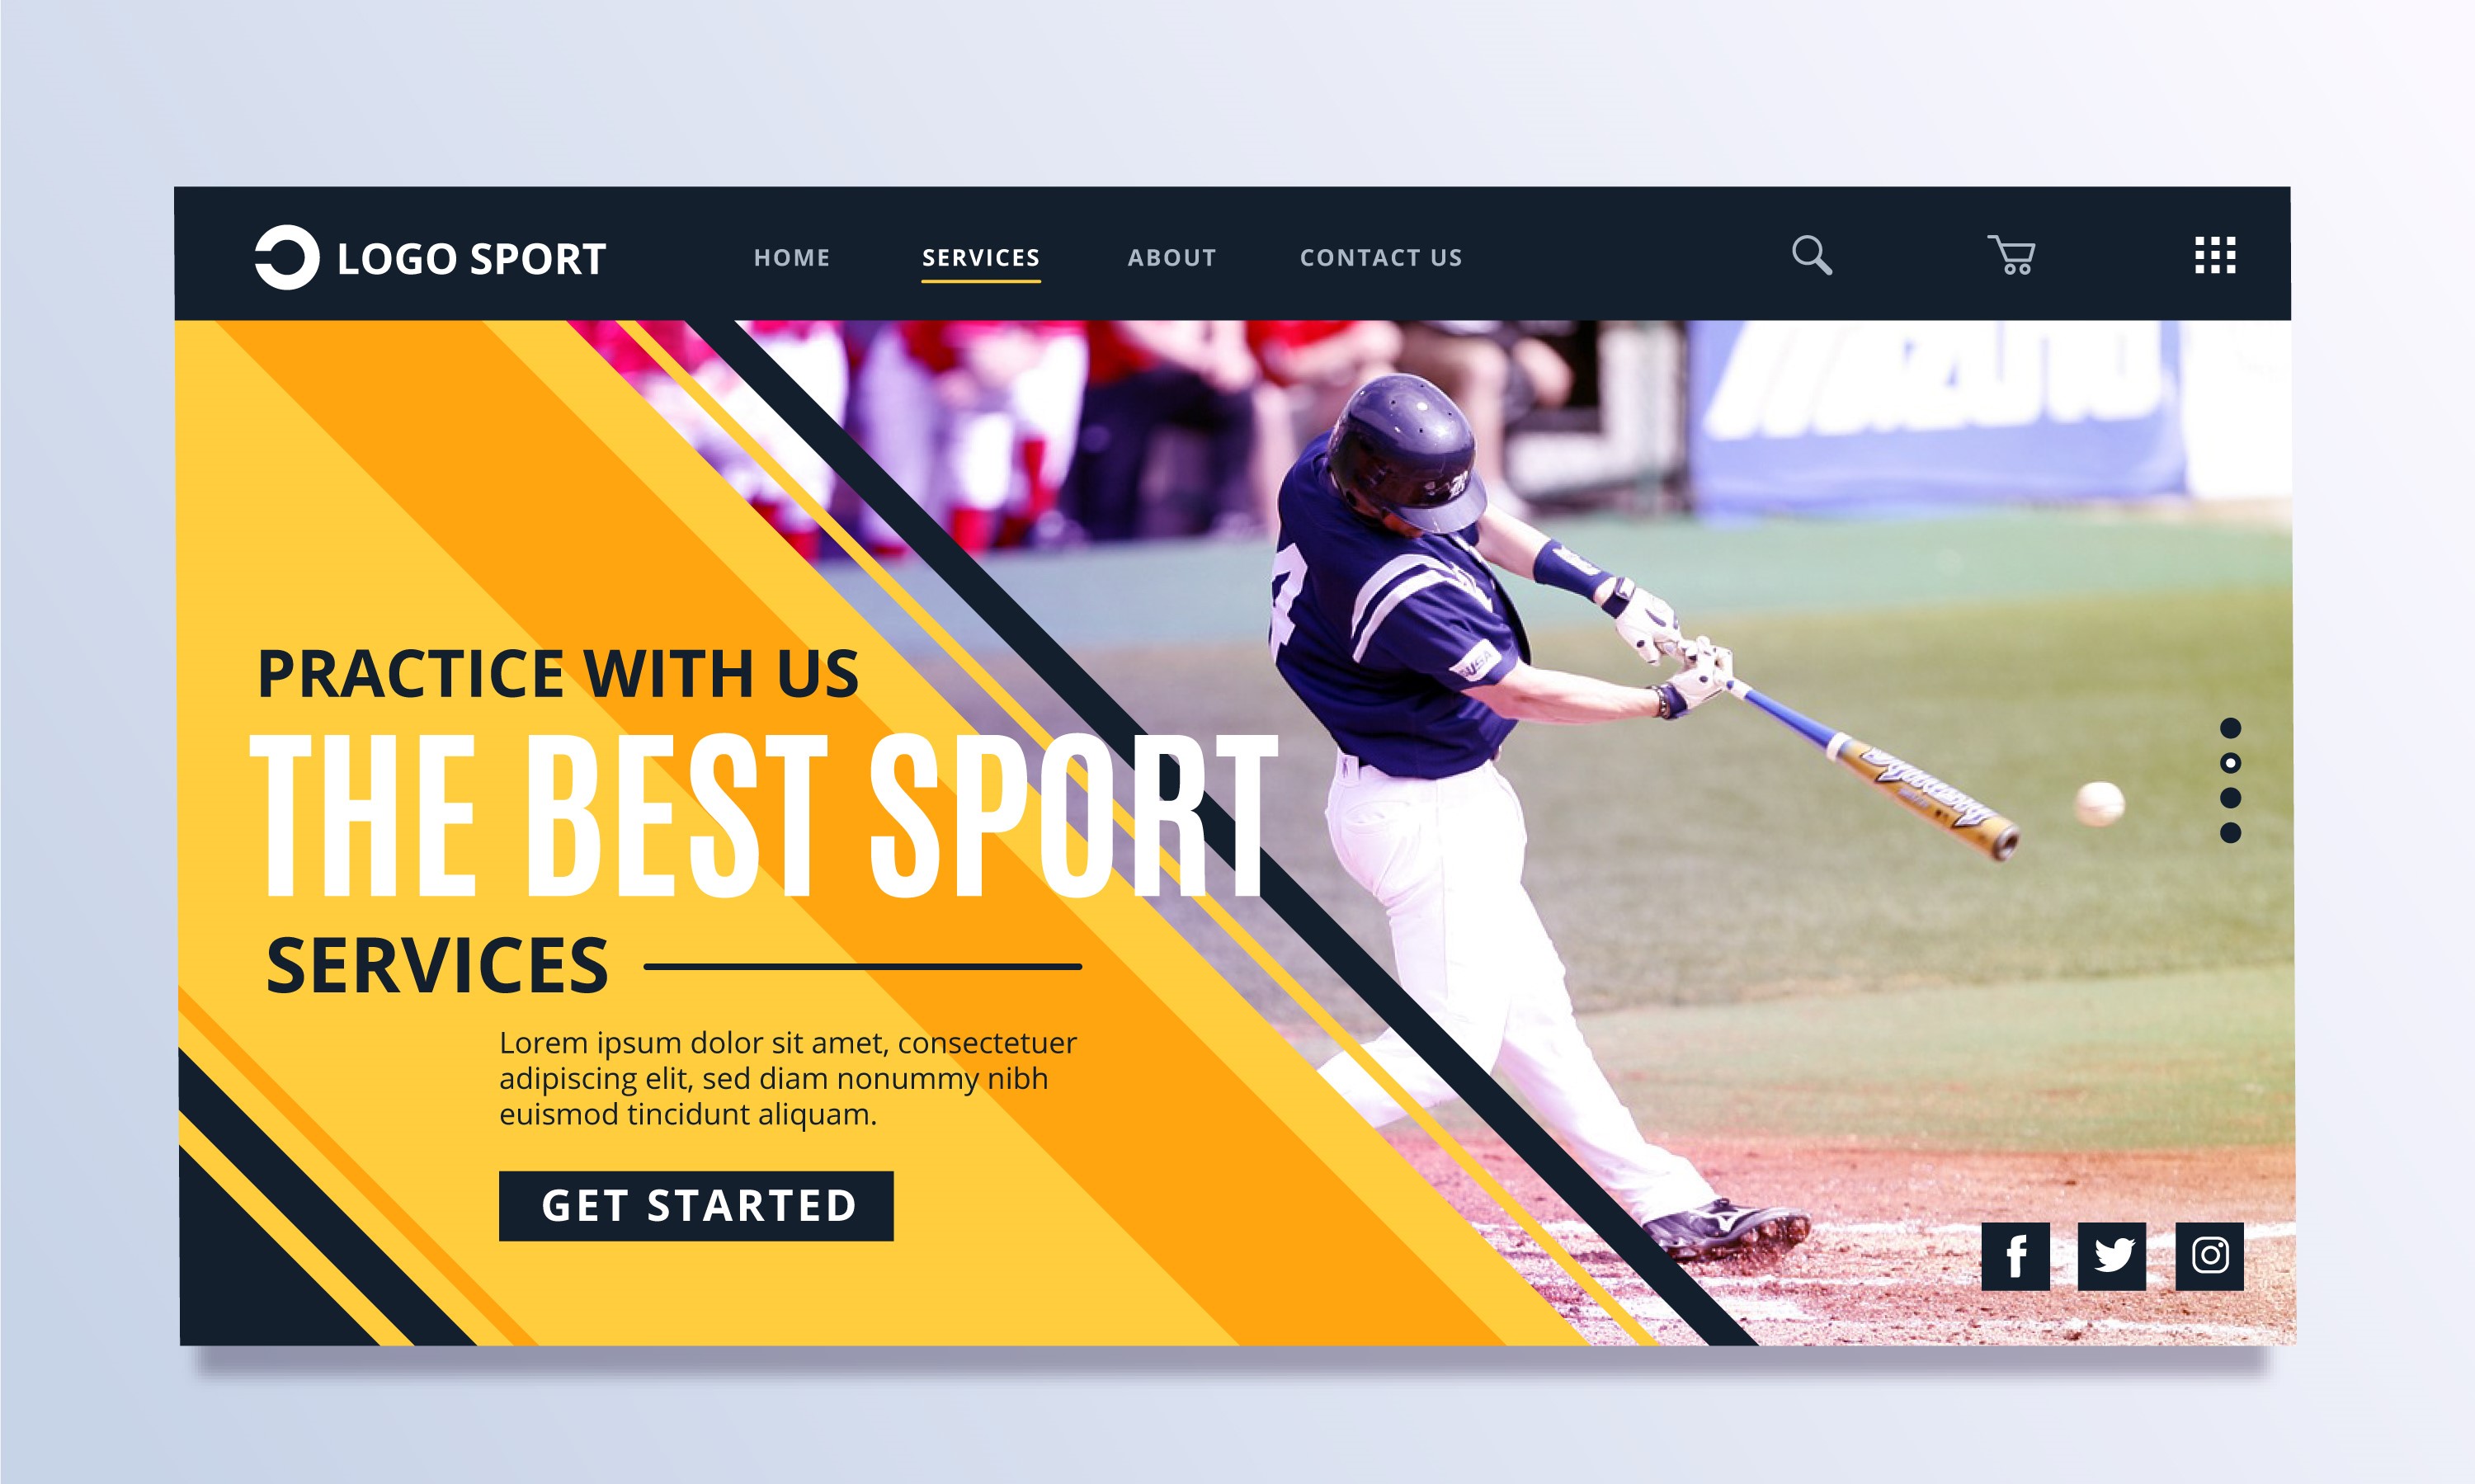 LOGO SPORT
HOME
SERVICES
ABOUT
CONTACT US
PRACTICE WITH US
THE BEST SPORT
SERVICES
Lorem ipsum dolor sit amet, consectetuer
adipiscing elit, sed diam nonummy nibh
euismod tincidunt aliquam.
GET STARTED
USA